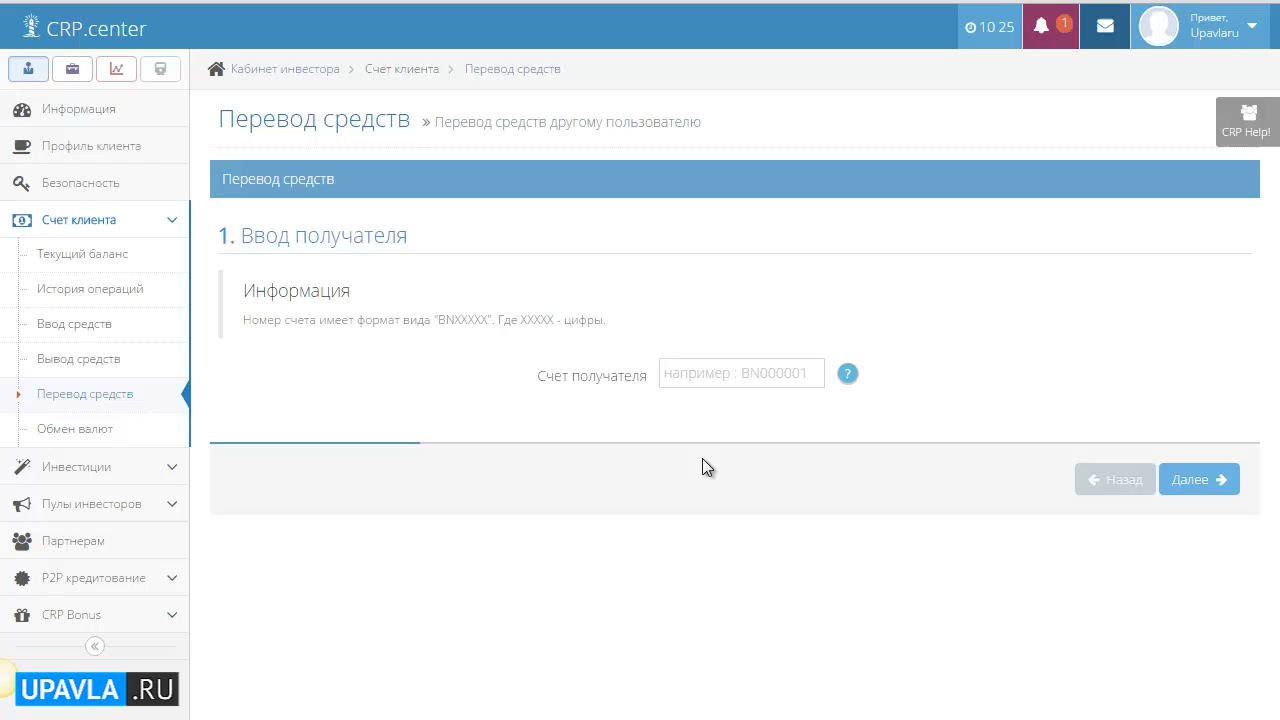 CRP.center
10 25
1
Привет,
Upavlaru
Кабинет инвестора
Счет клиента
Перевод средств
Информация
Профиль клиента
Безопасность
Счет клиента
Текущий баланс
История операций
Ввод средств
Вывод средств
Перевод средств
Обмен валют
Инвестиции
Пулы инвесторов
Партнерам
P2P кредитование
CRP Bonus
UPAVLA.RU
Перевод средств » Перевод средств другому пользователю
CRP Help!
Перевод средств
1. Ввод получателя
Информация
Номер счета имеет формат вида "BNXXXXX". Где XXXXX - цифры.
Счет получателя например : BN000001 ?
Назад Далее